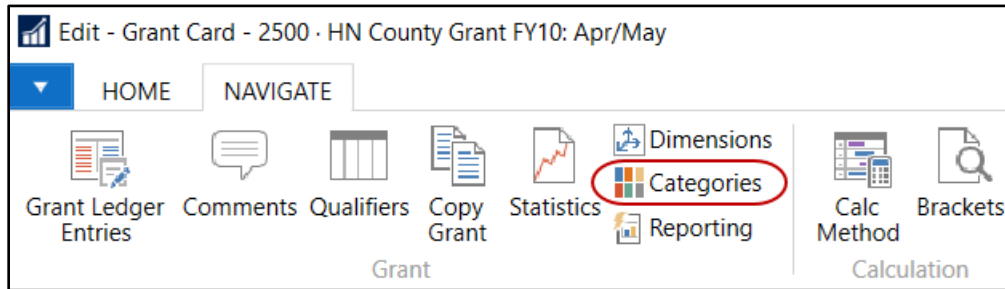 Edit - Grant Card - 2500 · HN County Grant FY10: Apr/May
HOME NAVIGATE
Grant Ledger
Entries
Comments
Qualifiers
Copy
Grant
Statistics
Dimensions
Categories
Reporting
Calc
Method
Brackets
Grant
Calculation